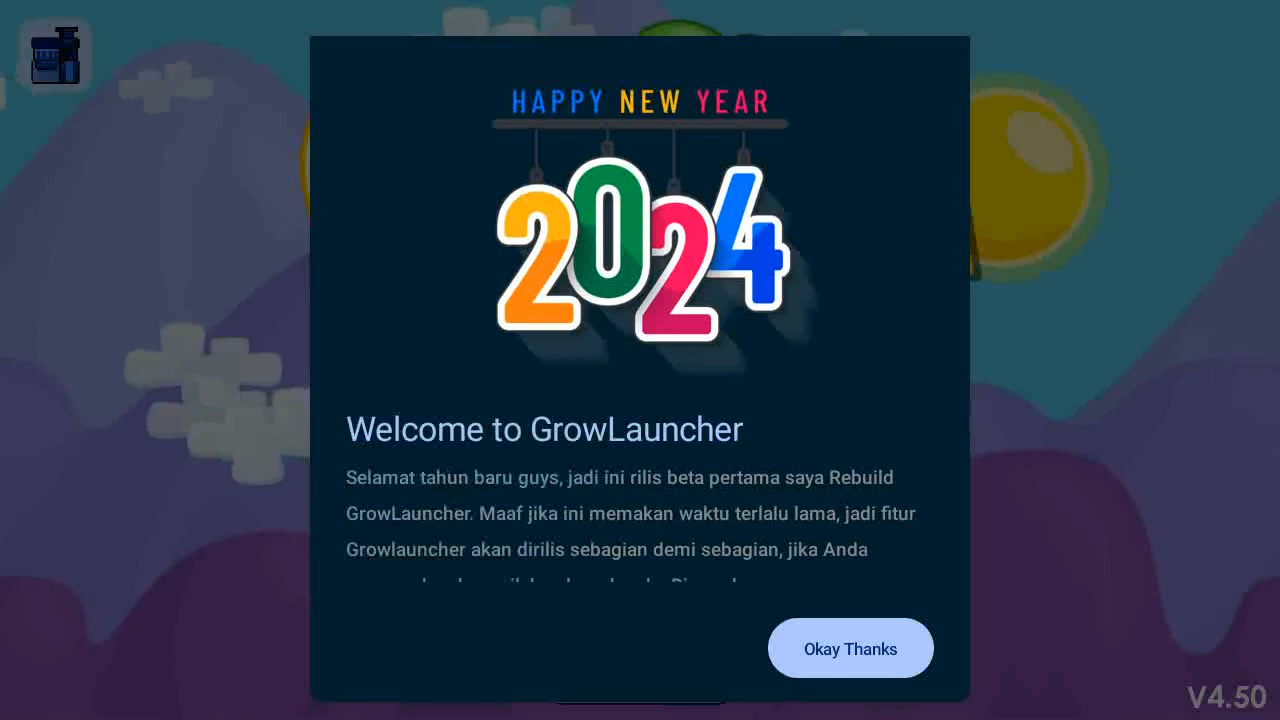 HAPPY NEW YEAR
2024
Welcome to GrowLauncher
Selamat tahun baru guys, jadi ini rilis beta pertama saya Rebuild
GrowLauncher. Maaf jika ini memakan waktu terlalu lama, jadi fitur
Growlauncher akan dirilis sebagian demi sebagian, jika Anda
Okay Thanks
V4.50